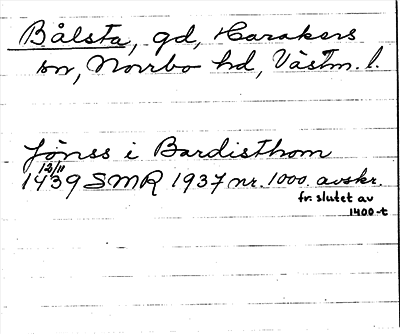 Bålsta, gd, Harakers
sn, Norrbo hd, Västm. l.
Jönss i Bardisthom
12/11
1439 SMR 1937 nr. 1000. avskr.
fr. slutet av
1400-t